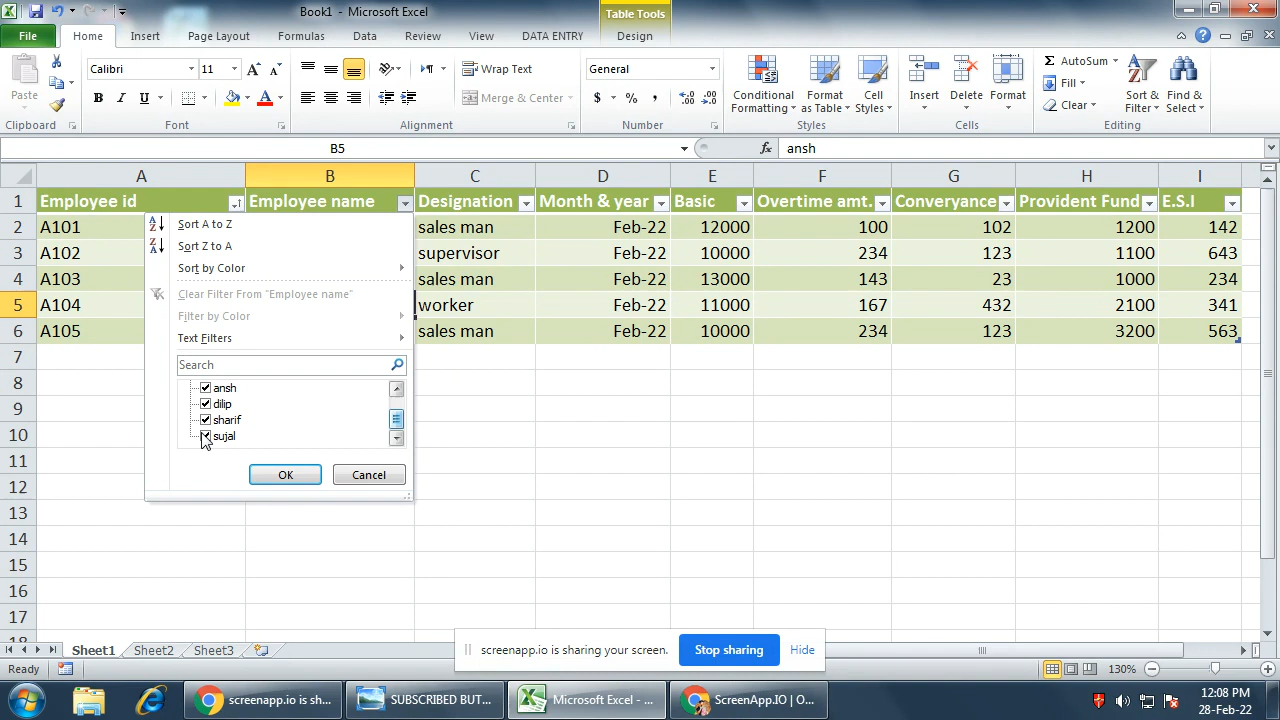 Book1 - Microsoft Excel
Table Tools
File Home Insert Page Layout Formulas Data Review View DATA ENTRY Design
Paste
Calibri 11
B I U
Wrap Text
Merge & Center
General
$ % ,
Conditional Formatting
Format as Table
Cell Styles
Insert Delete Format
Σ AutoSum
Fill
Clear
Sort & Filter
Find & Select
Clipboard Font Alignment Number Styles Cells Editing
B5 fx ansh
A B C D E F G H I
1 Employee id Employee name Designation Month & year Basic Overtime amt. Converyance Provident Fund E.S.I
2 A101 sales man Feb-22 12000 100 102 1200 142
3 A102 supervisor Feb-22 10000 234 123 1100 643
4 A103 sales man Feb-22 13000 143 23 1000 234
5 A104 worker Feb-22 11000 167 432 2100 341
6 A105 sales man Feb-22 10000 234 123 3200 563
7
8
9
10
11
12
13
14
15
16
17
18
Sort A to Z
Sort Z to A
Sort by Color
Clear Filter From "Employee name"
Filter by Color
Text Filters
Search
ansh
dilip
sharif
sujal
OK Cancel
Sheet1 Sheet2 Sheet3
screenapp.io is sharing your screen. Stop sharing Hide
Ready 130%
screenapp.io is sh...
SUBSCRIBED BUT...
Microsoft Excel - ...
ScreenApp.IO | O...
12:08 PM
28-Feb-22